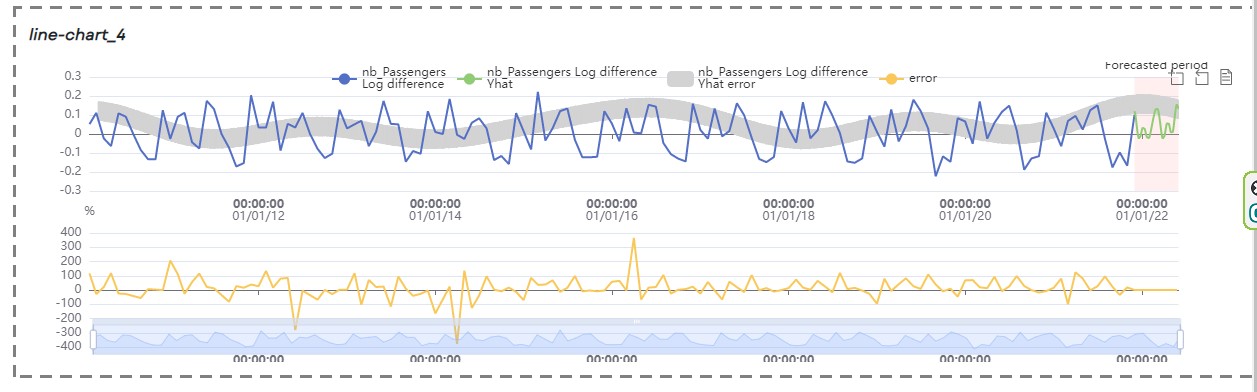 line-chart_4
Forecasted period
nb_Passengers
Log difference
nb_Passengers Log difference
Yhat
nb_Passengers Log difference
Yhat error
error
0.3
0.2
0.1
0
-0.1
-0.2
-0.3
%
00:00:00 00:00:00 00:00:00 00:00:00 00:00:00 00:00:00
01/01/12 01/01/14 01/01/16 01/01/18 01/01/20 01/01/22
400
300
200
100
0
-100
-200
-300
-400
00:00:00 00:00:00 00:00:00 00:00:00 00:00:00 00:00:00